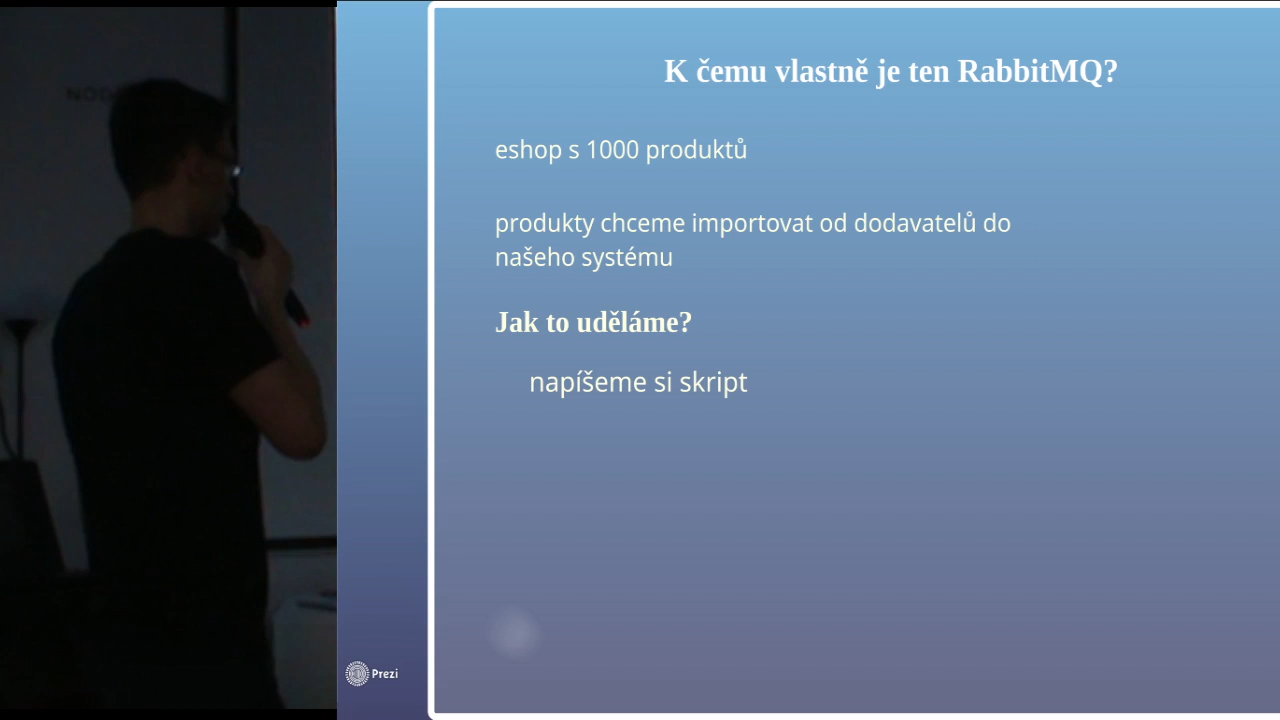 K čemu vlastně je ten RabbitMQ?
eshop s 1000 produktů
produkty chceme importovat od dodavatelů do
našeho systému
Jak to uděláme?
napíšeme si skript
Prezi